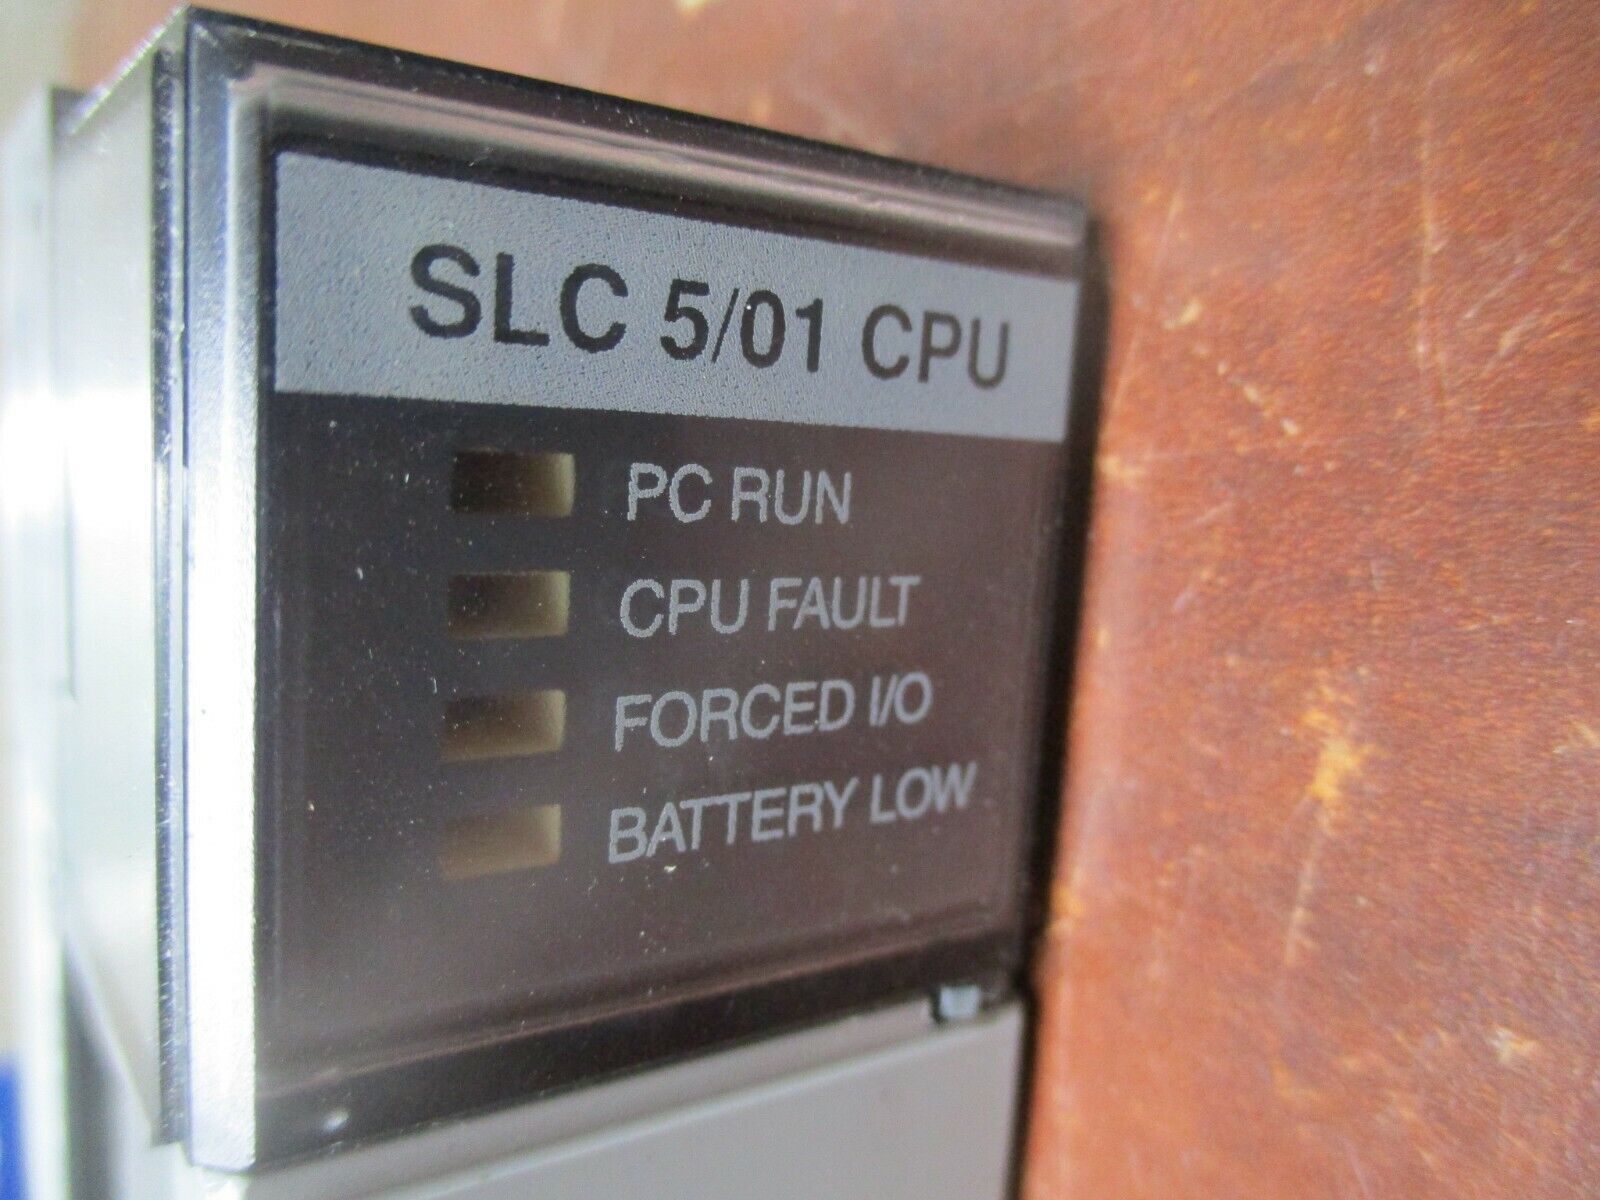 SLC 5/01 CPU
PC RUN
CPU FAULT
FORCED I/O
BATTERY LOW